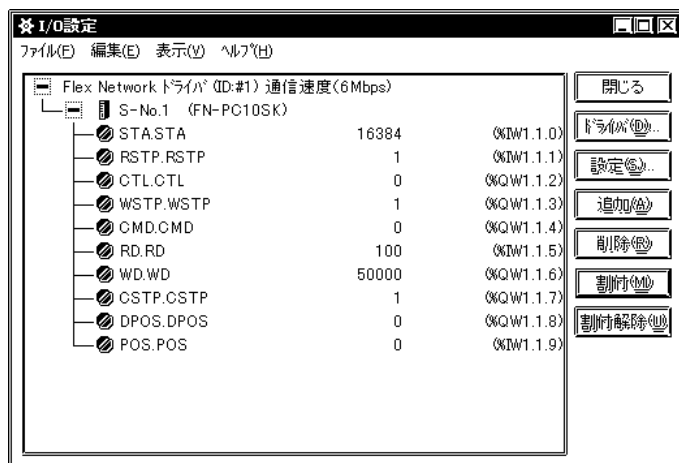 I/O設定
ﾌｧｲﾙ(F) 編集(E) 表示(V) ﾍﾙﾌﾟ(H)
Flex Network ﾄﾞﾗｲﾊﾞ (ID:#1) 通信速度(6Mbps)
S-No.1 (FN-PC10SK)
STA.STA 16384 (%IW1.1.0)
RSTP.RSTP 1 (%IW1.1.1)
CTL.CTL 0 (%QW1.1.2)
WSTP.WSTP 1 (%QW1.1.3)
CMD.CMD 0 (%QW1.1.4)
RD.RD 100 (%IW1.1.5)
WD.WD 50000 (%QW1.1.6)
CSTP.CSTP 1 (%QW1.1.7)
DPOS.DPOS 0 (%QW1.1.8)
POS.POS 0 (%IW1.1.9)
閉じる
ﾄﾞﾗｲﾊﾞ(D)...
設定(S)...
追加(A)
削除(R)
割付(M)
割付解除(U)